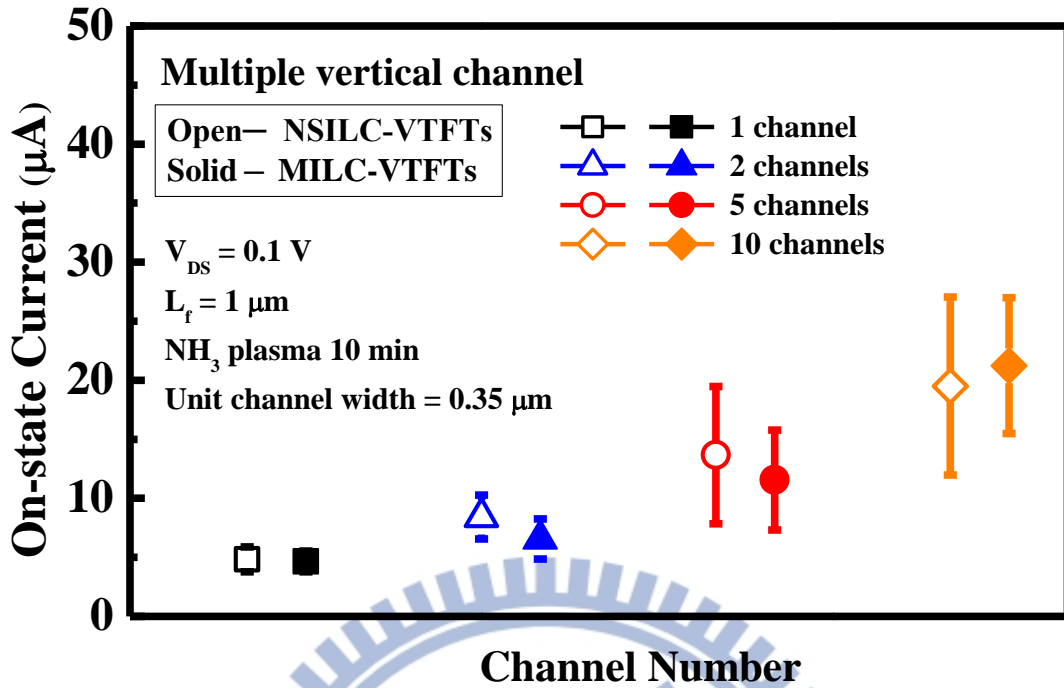 50
40
30
20
10
0
On-state Current (μA)
Multiple vertical channel
Open— NSILC-VTFTs
Solid – MILC-VTFTs
1 channel
2 channels
5 channels
10 channels
V_DS = 0.1 V
L_f = 1 μm
NH_3 plasma 10 min
Unit channel width = 0.35 μm
Channel Number